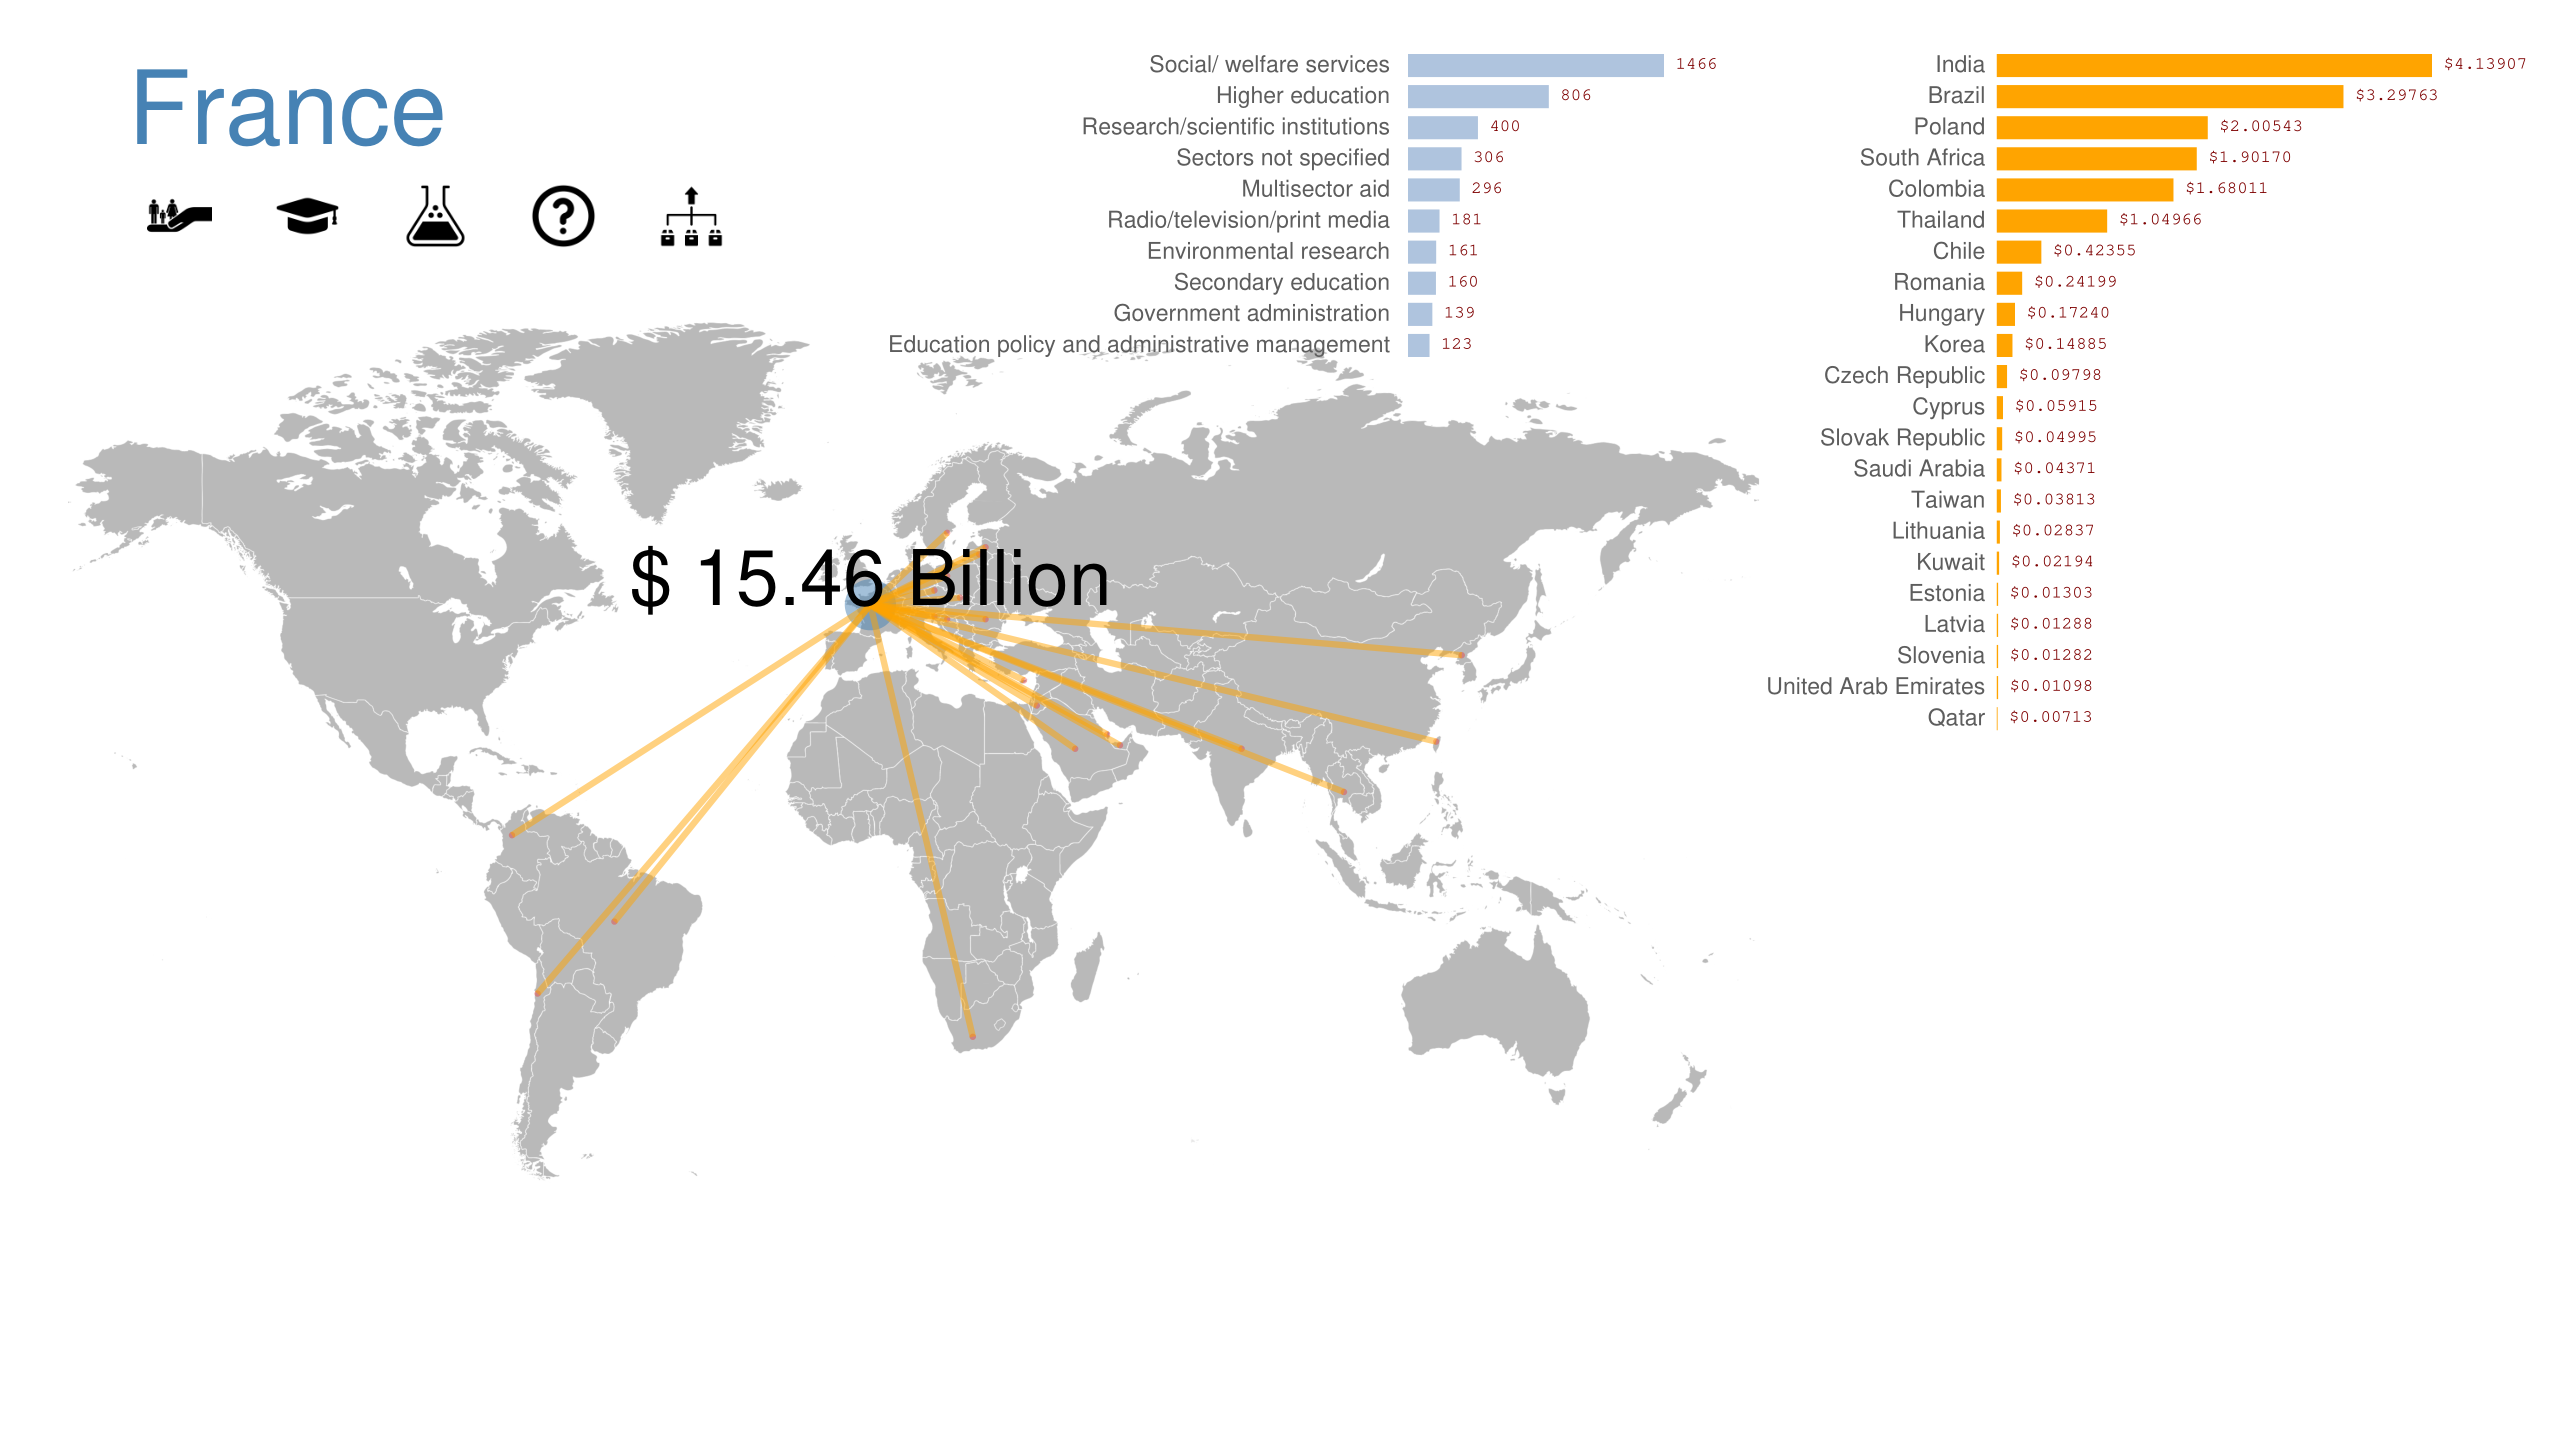 France
Social/ welfare services 1466
Higher education 806
Research/scientific institutions 400
Sectors not specified 306
Multisector aid 296
Radio/television/print media 181
Environmental research 161
Secondary education 160
Government administration 139
Education policy and administrative management 123
India $4.13907
Brazil $3.29763
Poland $2.00543
South Africa $1.90170
Colombia $1.68011
Thailand $1.04966
Chile $0.42355
Romania $0.24199
Hungary $0.17240
Korea $0.14885
Czech Republic $0.09798
Cyprus $0.05915
Slovak Republic $0.04995
Saudi Arabia $0.04371
Taiwan $0.03813
Lithuania $0.02837
Kuwait $0.02194
Estonia $0.01303
Latvia $0.01288
Slovenia $0.01282
United Arab Emirates $0.01098
Qatar $0.00713
$ 15.46 Billion